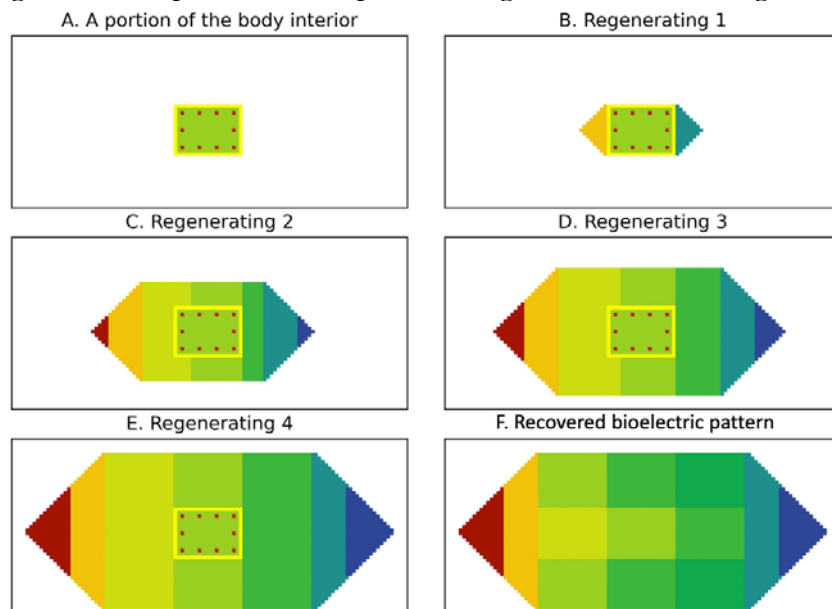 A. A portion of the body interior
B. Regenerating 1
C. Regenerating 2
D. Regenerating 3
E. Regenerating 4
F. Recovered bioelectric pattern